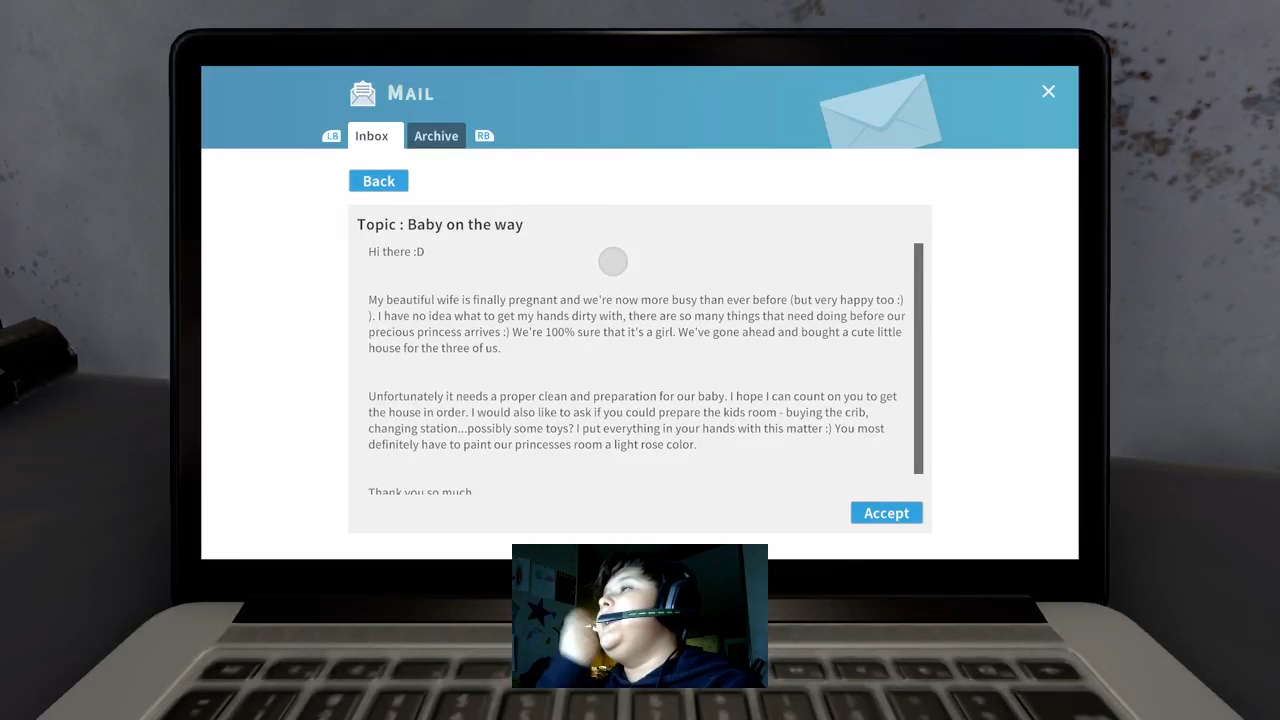 MAIL
LB Inbox Archive RB
Back
Topic : Baby on the way
Hi there :D
My beautiful wife is finally pregnant and we're now more busy than ever before (but very happy too :)
). I have no idea what to get my hands dirty with, there are so many things that need doing before our
precious princess arrives :) We're 100% sure that it's a girl. We've gone ahead and bought a cute little
house for the three of us.
Unfortunately it needs a proper clean and preparation for our baby. I hope I can count on you to get
the house in order. I would also like to ask if you could prepare the kids room - buying the crib,
changing station...possibly some toys? I put everything in your hands with this matter :) You most
definitely have to paint our princesses room a light rose color.
Thank you so much
Accept